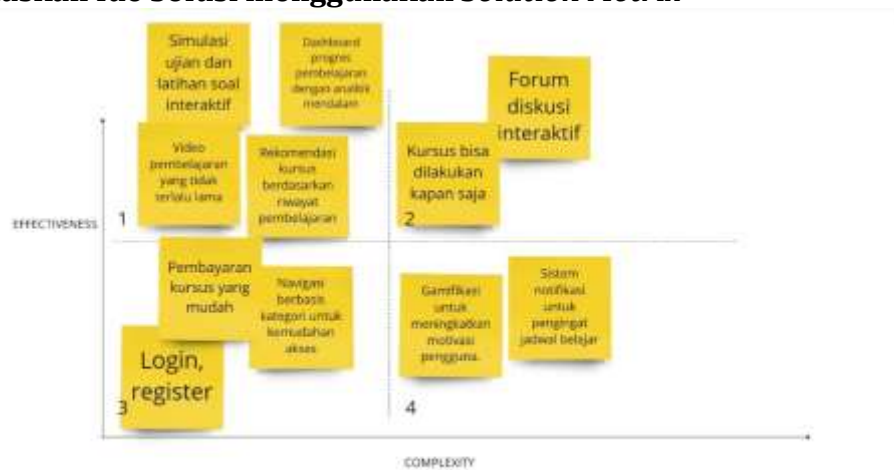 Simulasi
ujian dan
latihan soal
interaktif
Dashboard
progres
pembelajaran
dengan analitik
mendalam
Forum
diskusi
interaktif
Video
pembelajaran
yang tidak
terlalu lama
Rekomendasi
kursus
berdasarkan
riwayat
pembelajaran
Kursus bisa
dilakukan
kapan saja
1
2
EFFECTIVENESS
Pembayaran
kursus yang
mudah
Navigasi
berbasis
kategori untuk
kemudahan
akses
Gamifikasi
untuk
meningkatkan
motivasi
pengguna.
Sistem
notifikasi
untuk
pengingat
jadwal belajar
Login,
register
3
4
COMPLEXITY